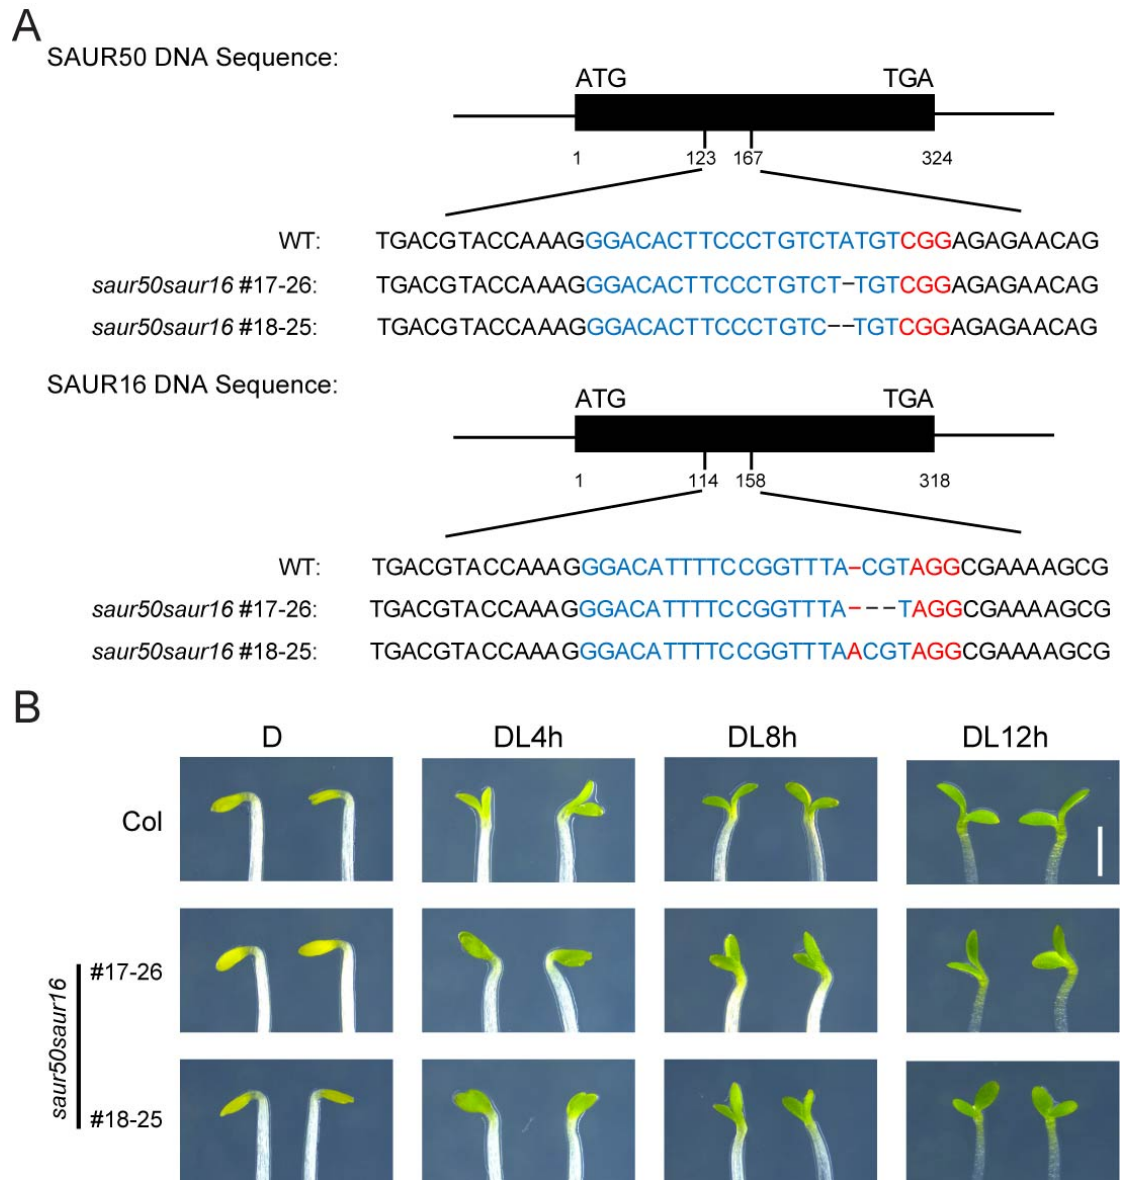 A
SAUR50 DNA Sequence:
ATG TGA
1 123 167 324
WT: TGACGTACCAAAGGGACACTTCCCTGTCTATGTCGGAGAGAACAG
saur50saur16 #17-26: TGACGTACCAAAGGGACACTTCCCTGTCT–TGTCGGAGAGAACAG
saur50saur16 #18-25: TGACGTACCAAAGGGACACTTCCCTGTC––TGTCGGAGAGAACAG
SAUR16 DNA Sequence:
ATG TGA
1 114 158 318
WT: TGACGTACCAAAGGGACATTTTCCGGTTTA–CGTAGGCGAAAAGCG
saur50saur16 #17-26: TGACGTACCAAAGGGACATTTTCCGGTTTA–––TAGGCGAAAAGCG
saur50saur16 #18-25: TGACGTACCAAAGGGACATTTTCCGGTTTAACGTAGGCGAAAAGCG
B
D DL4h DL8h DL12h
Col
saur50saur16
#17-26
#18-25